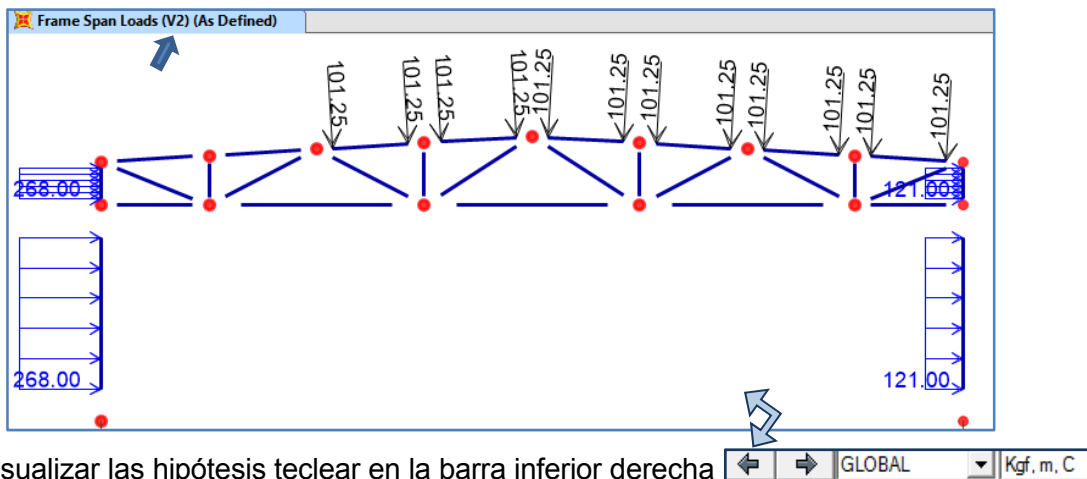 Frame Span Loads (V2) (As Defined)
101.25 101.25 101.25 101.25 101.25 101.25 101.25 101.25 101.25 101.25 101.25 101.25
268.00 121.00
268.00 121.00
sualizar las hipótesis teclear en la barra inferior derecha GLOBAL Kgf, m, C